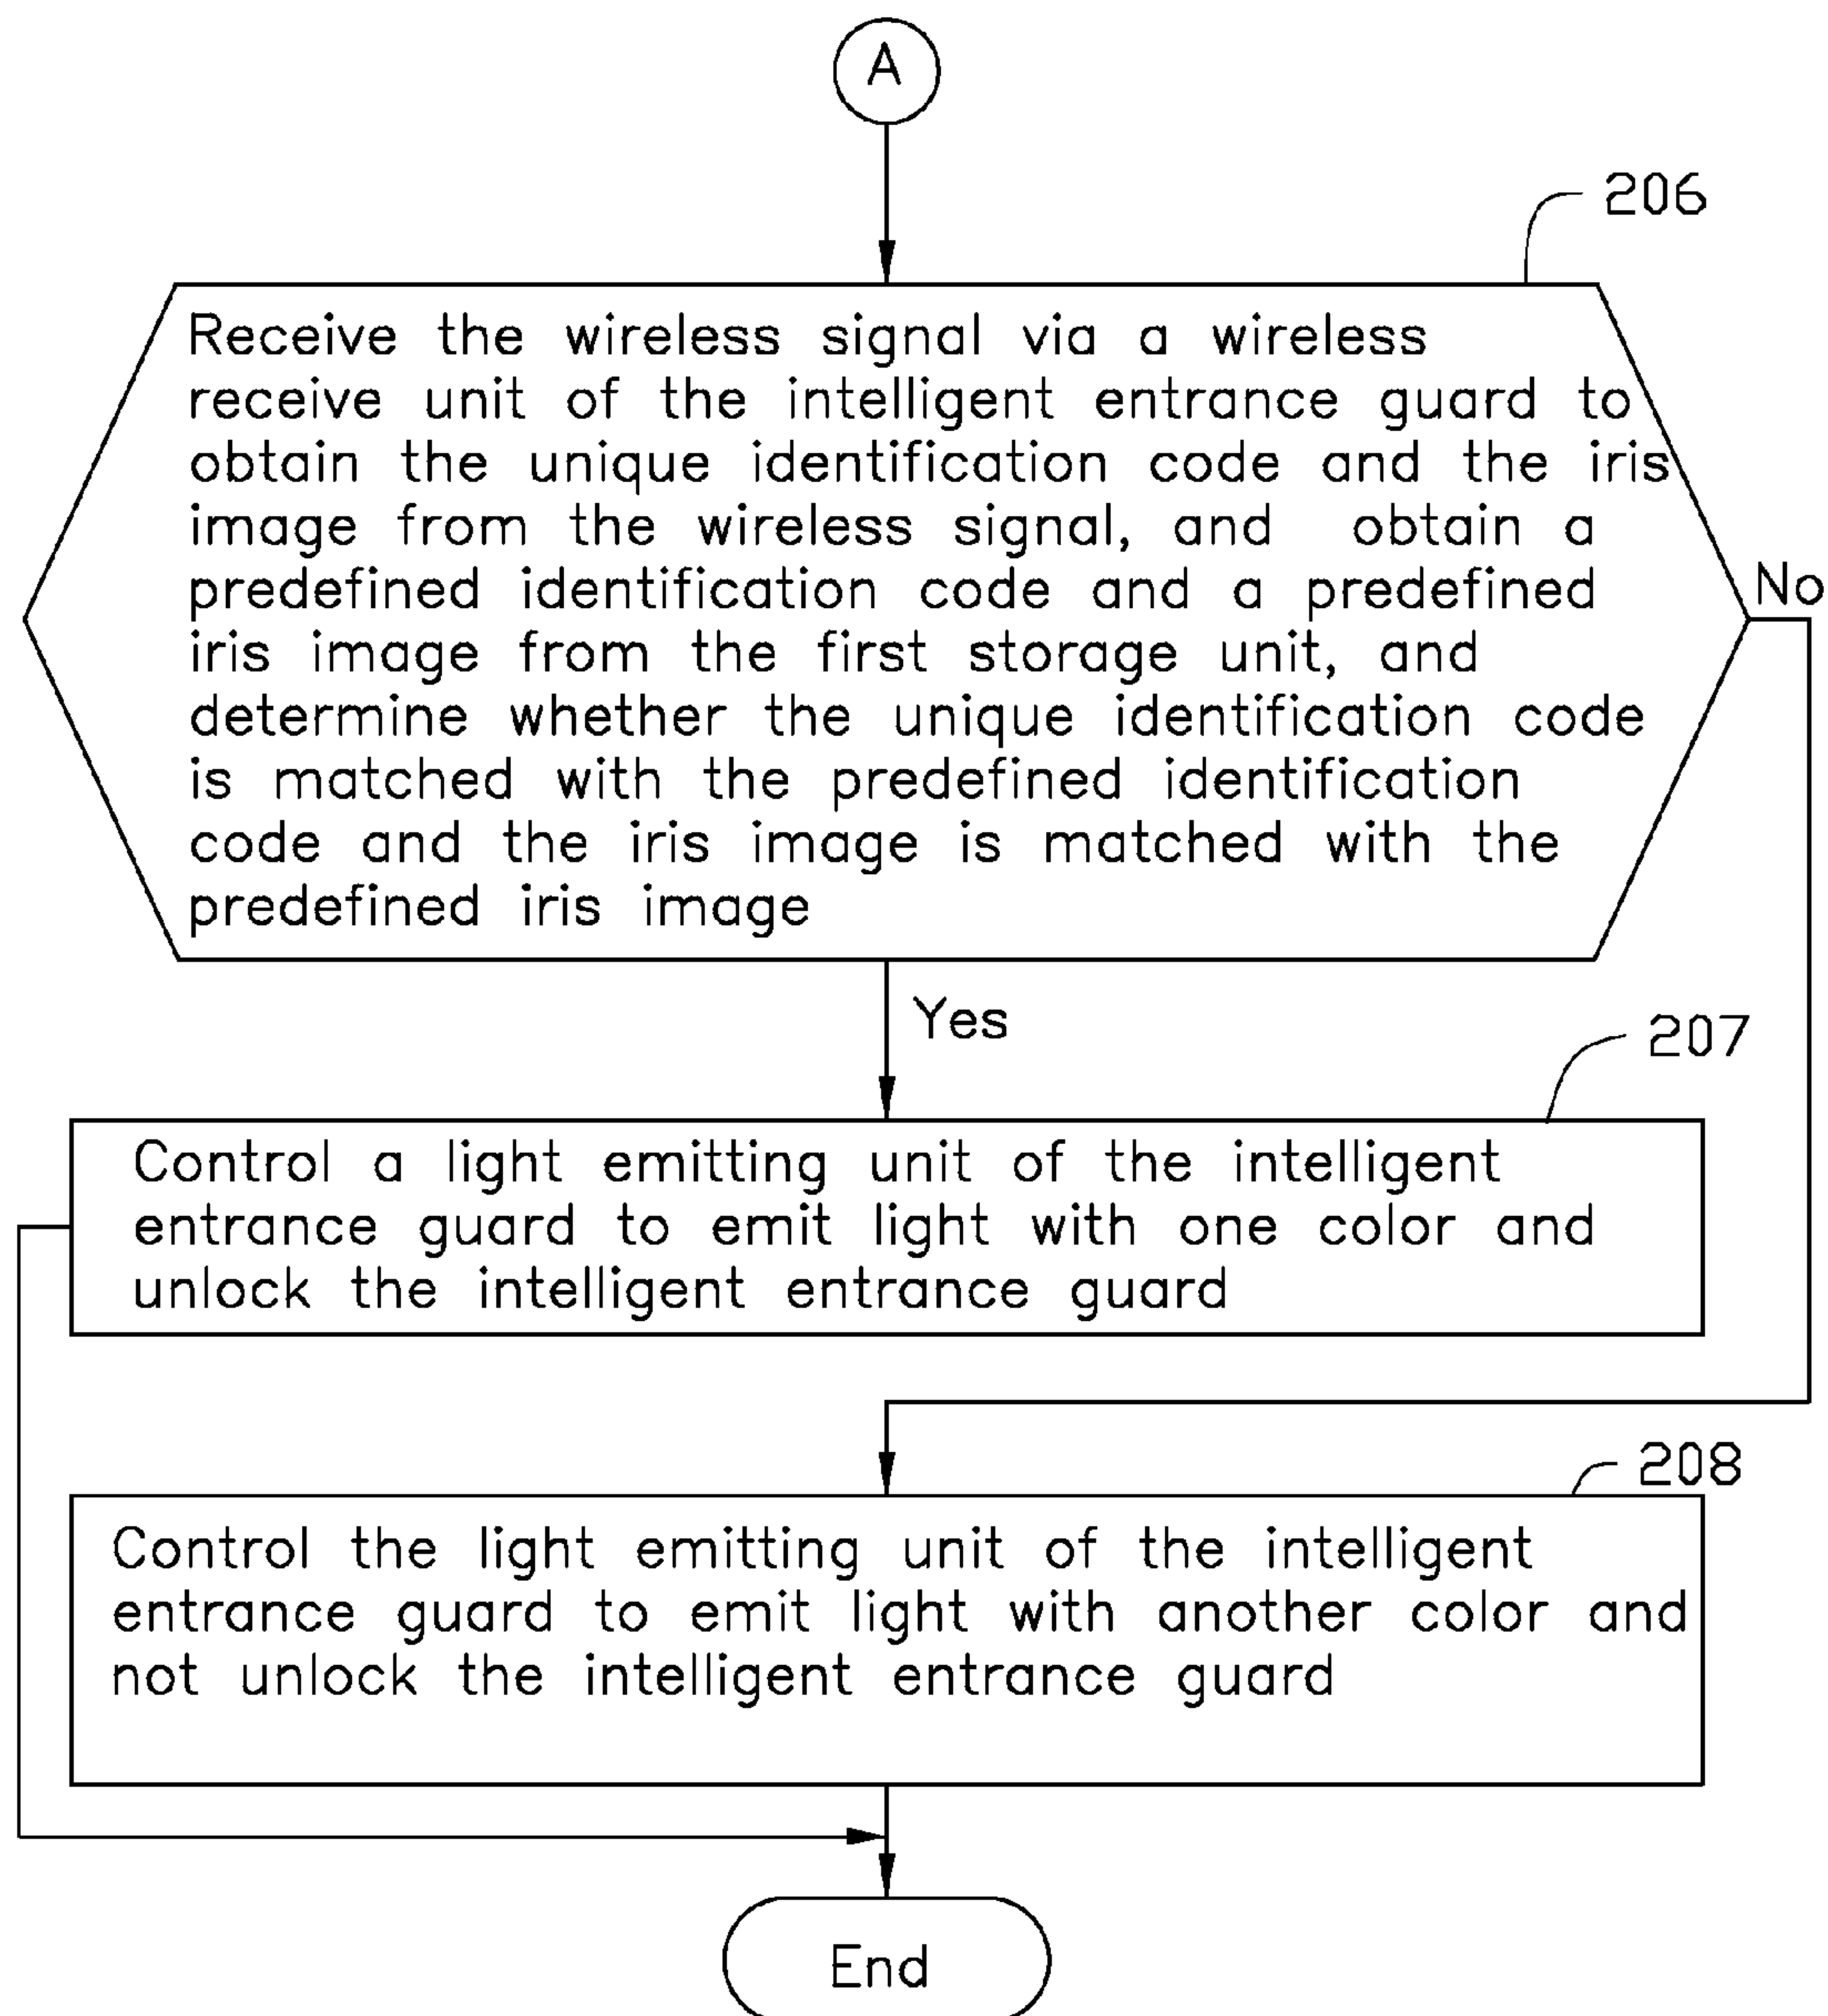 A
206
Receive the wireless signal via a wireless
receive unit of the intelligent entrance guard to
obtain the unique identification code and the iris
image from the wireless signal, and obtain a
predefined identification code and a predefined
iris image from the first storage unit, and
determine whether the unique identification code
is matched with the predefined identification
code and the iris image is matched with the
predefined iris image
No
Yes
207
Control a light emitting unit of the intelligent
entrance guard to emit light with one color and
unlock the intelligent entrance guard
208
Control the light emitting unit of the intelligent
entrance guard to emit light with another color and
not unlock the intelligent entrance guard
End